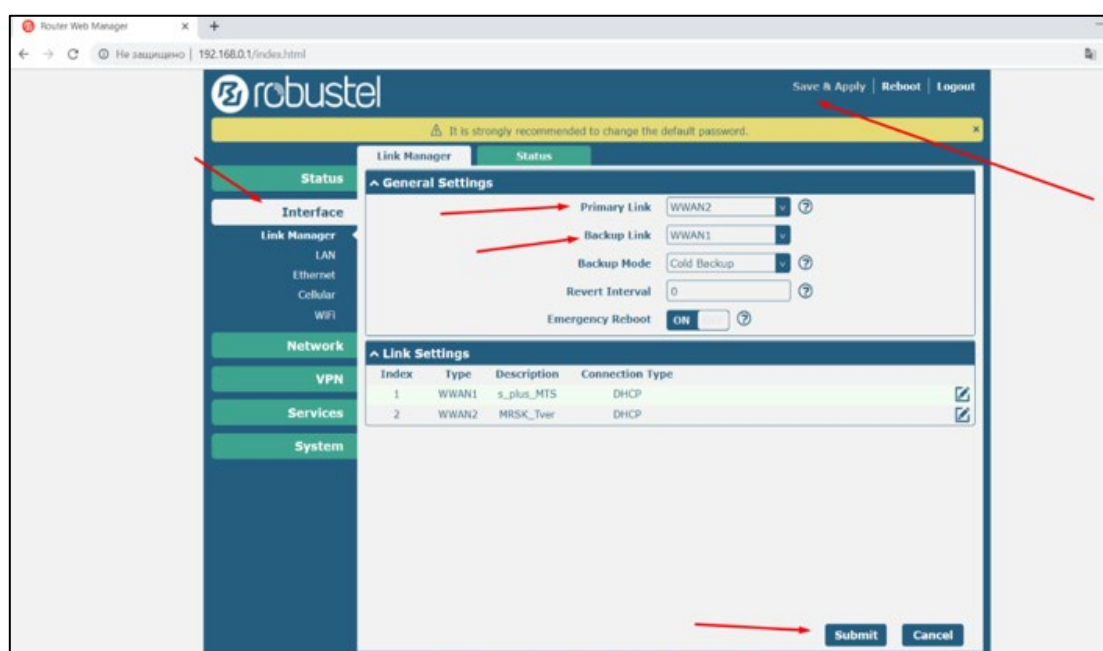 Router Web Manager
Не защищено | 192.168.0.1/index.html
robustel
Save & Apply | Reboot | Logout
It is strongly recommended to change the default password.
Link Manager Status
Status
Interface
Link Manager
LAN
Ethernet
Cellular
WiFi
Network
VPN
Services
System
General Settings
Primary Link WWAN2
Backup Link WWAN1
Backup Mode Cold Backup
Revert Interval 0
Emergency Reboot ON
Link Settings
Index Type Description Connection Type
1 WWAN1 s_plus_MTS DHCP
2 WWAN2 MRSK_Tver DHCP
Submit Cancel